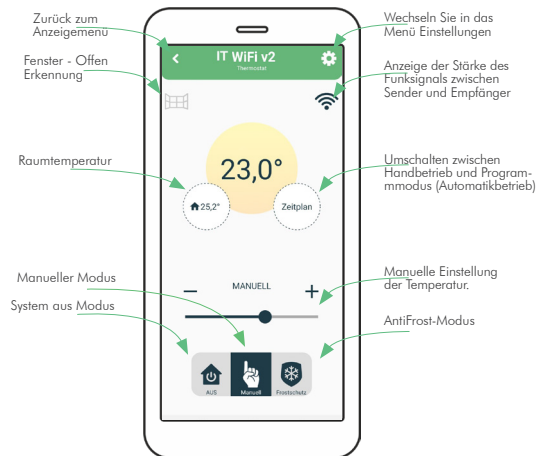 Zurück zum
Anzeigemenü
Wechseln Sie in das
Menü Einstellungen
IT WiFi v2
Thermostat
Fenster - Offen
Erkennung
Anzeige der Stärke des
Funksignals zwischen
Sender und Empfänger
23,0°
Raumtemperatur
25,2°
Zeitplan
Umschalten zwischen
Handbetrieb und Program-
mmodus (Automatikbetrieb)
Manueller Modus
MANUELL
Manuelle Einstellung
der Temperatur.
System aus Modus
AntiFrost-Modus
AUS
Manuell
Frostschutz